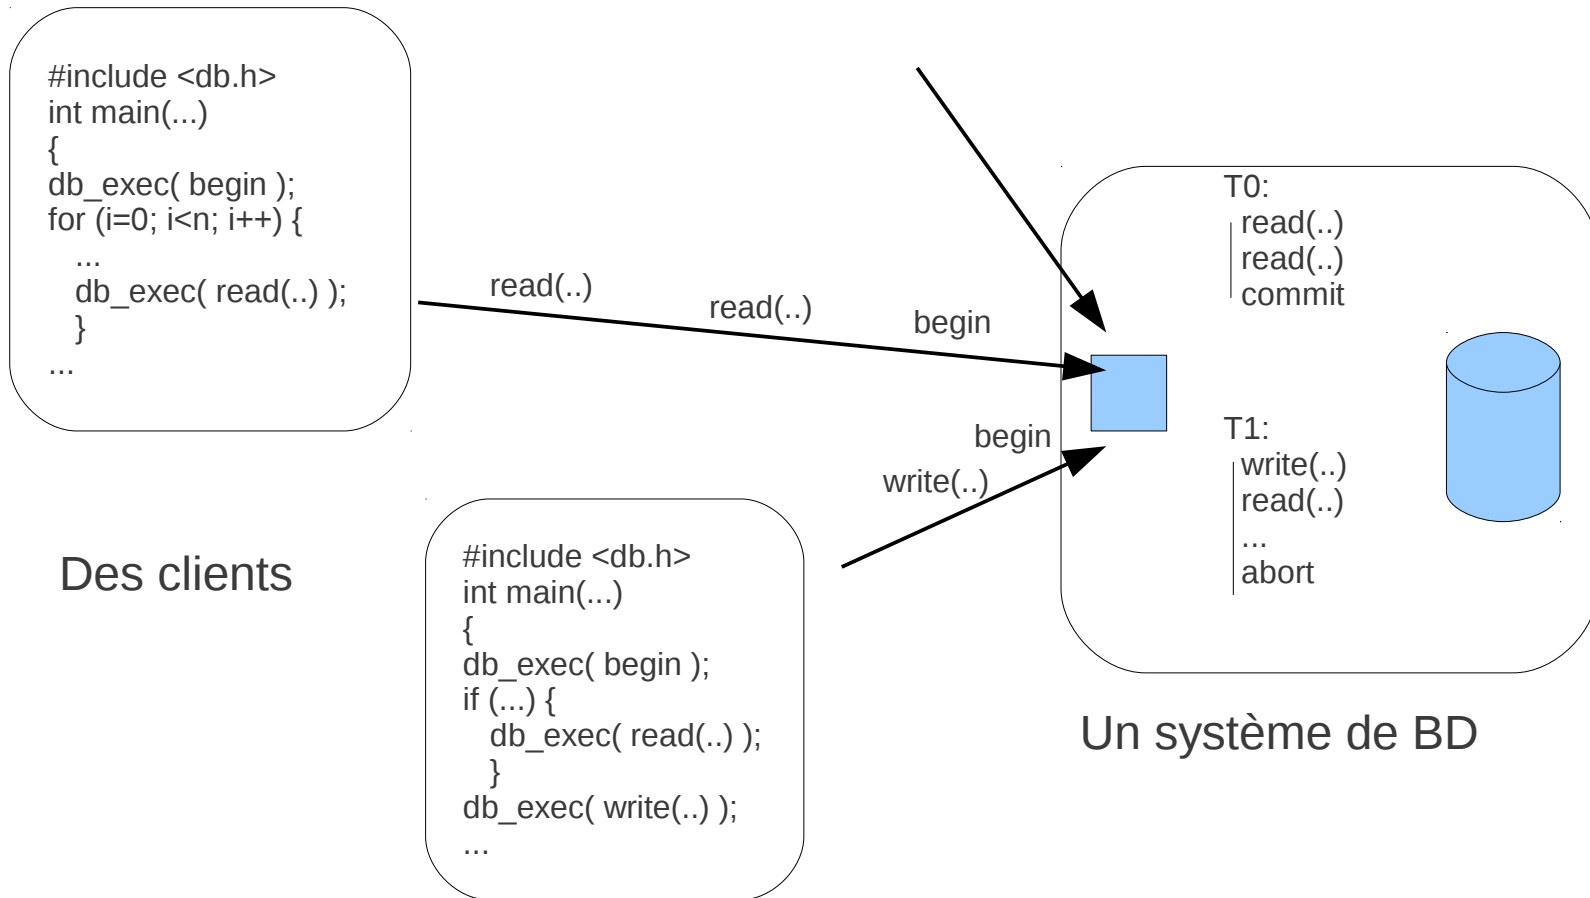 #include <db.h>
int main(...)
{
db_exec( begin );
for (i=0; i<n; i++) {
...
db_exec( read(..) );
}
...
read(..)
read(..)
begin
begin
write(..)
T0:
read(..)
read(..)
commit
T1:
write(..)
read(..)
...
abort
Des clients
#include <db.h>
int main(...)
{
db_exec( begin );
if (...) {
db_exec( read(..) );
}
db_exec( write(..) );
...
Un système de BD